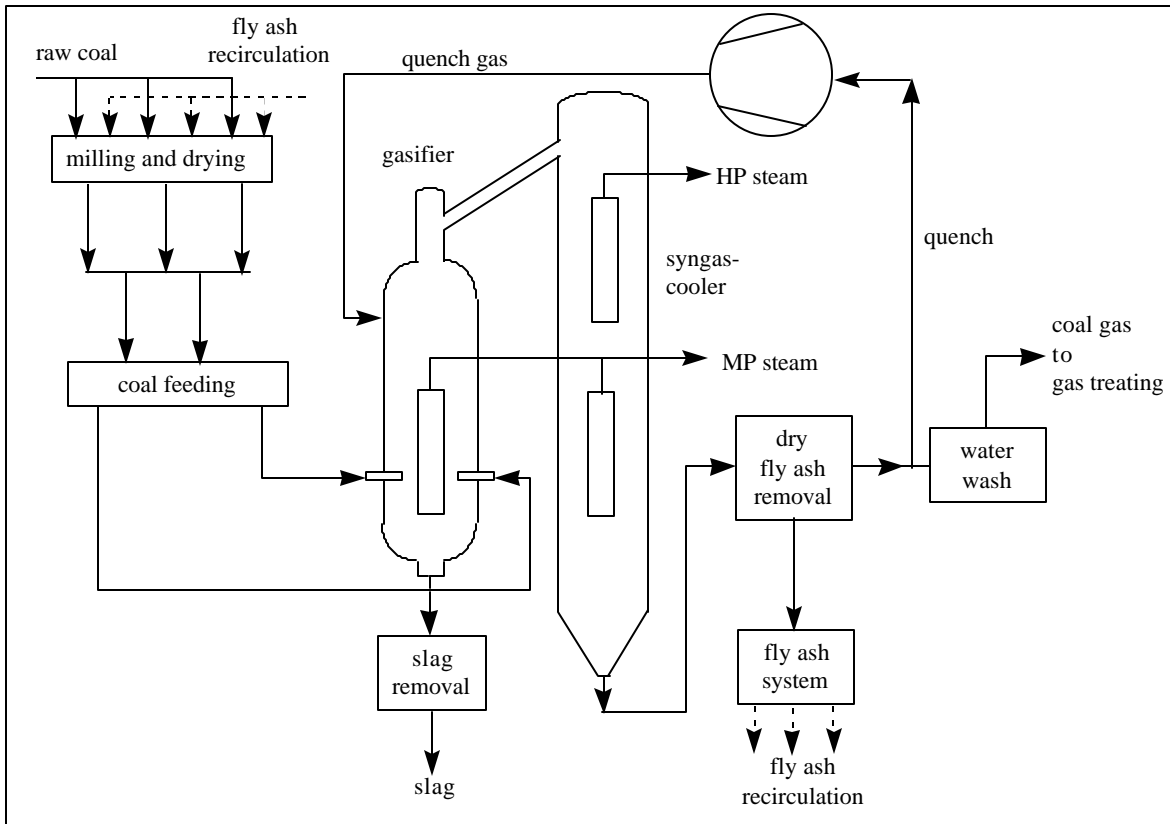 fly ash
recirculation
raw coal
quench gas
milling and drying
gasifier
HP steam
quench
syngas-
cooler
coal gas
to
gas treating
MP steam
coal feeding
dry
fly ash
removal
water
wash
slag
removal
fly ash
system
slag
fly ash
recirculation